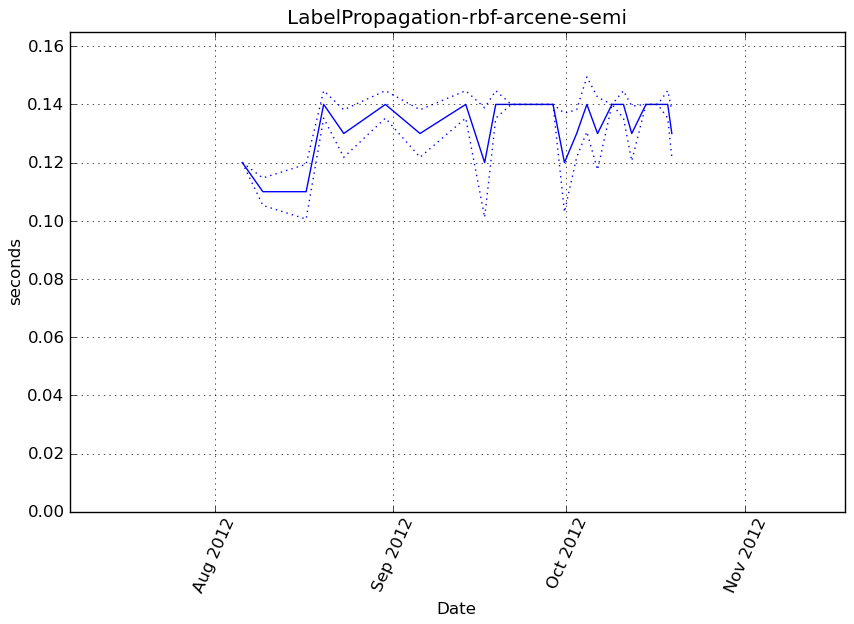 LabelPropagation-rbf-arcene-semi
0.16
0.14
0.12
0.10
0.08
0.06
0.04
0.02
0.00
seconds
Aug 2012
Sep 2012
Oct 2012
Nov 2012
Date